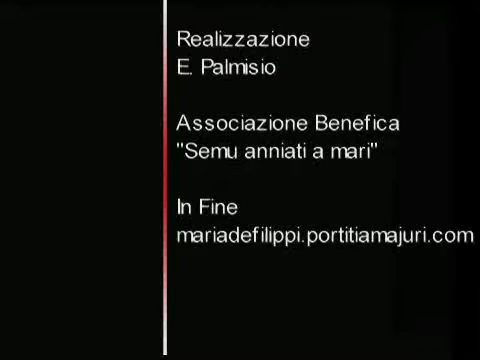 Realizzazione
E. Palmisio
Associazione Benefica
"Semu anniati a mari"
In Fine
mariadefilippi.portitiamajuri.com